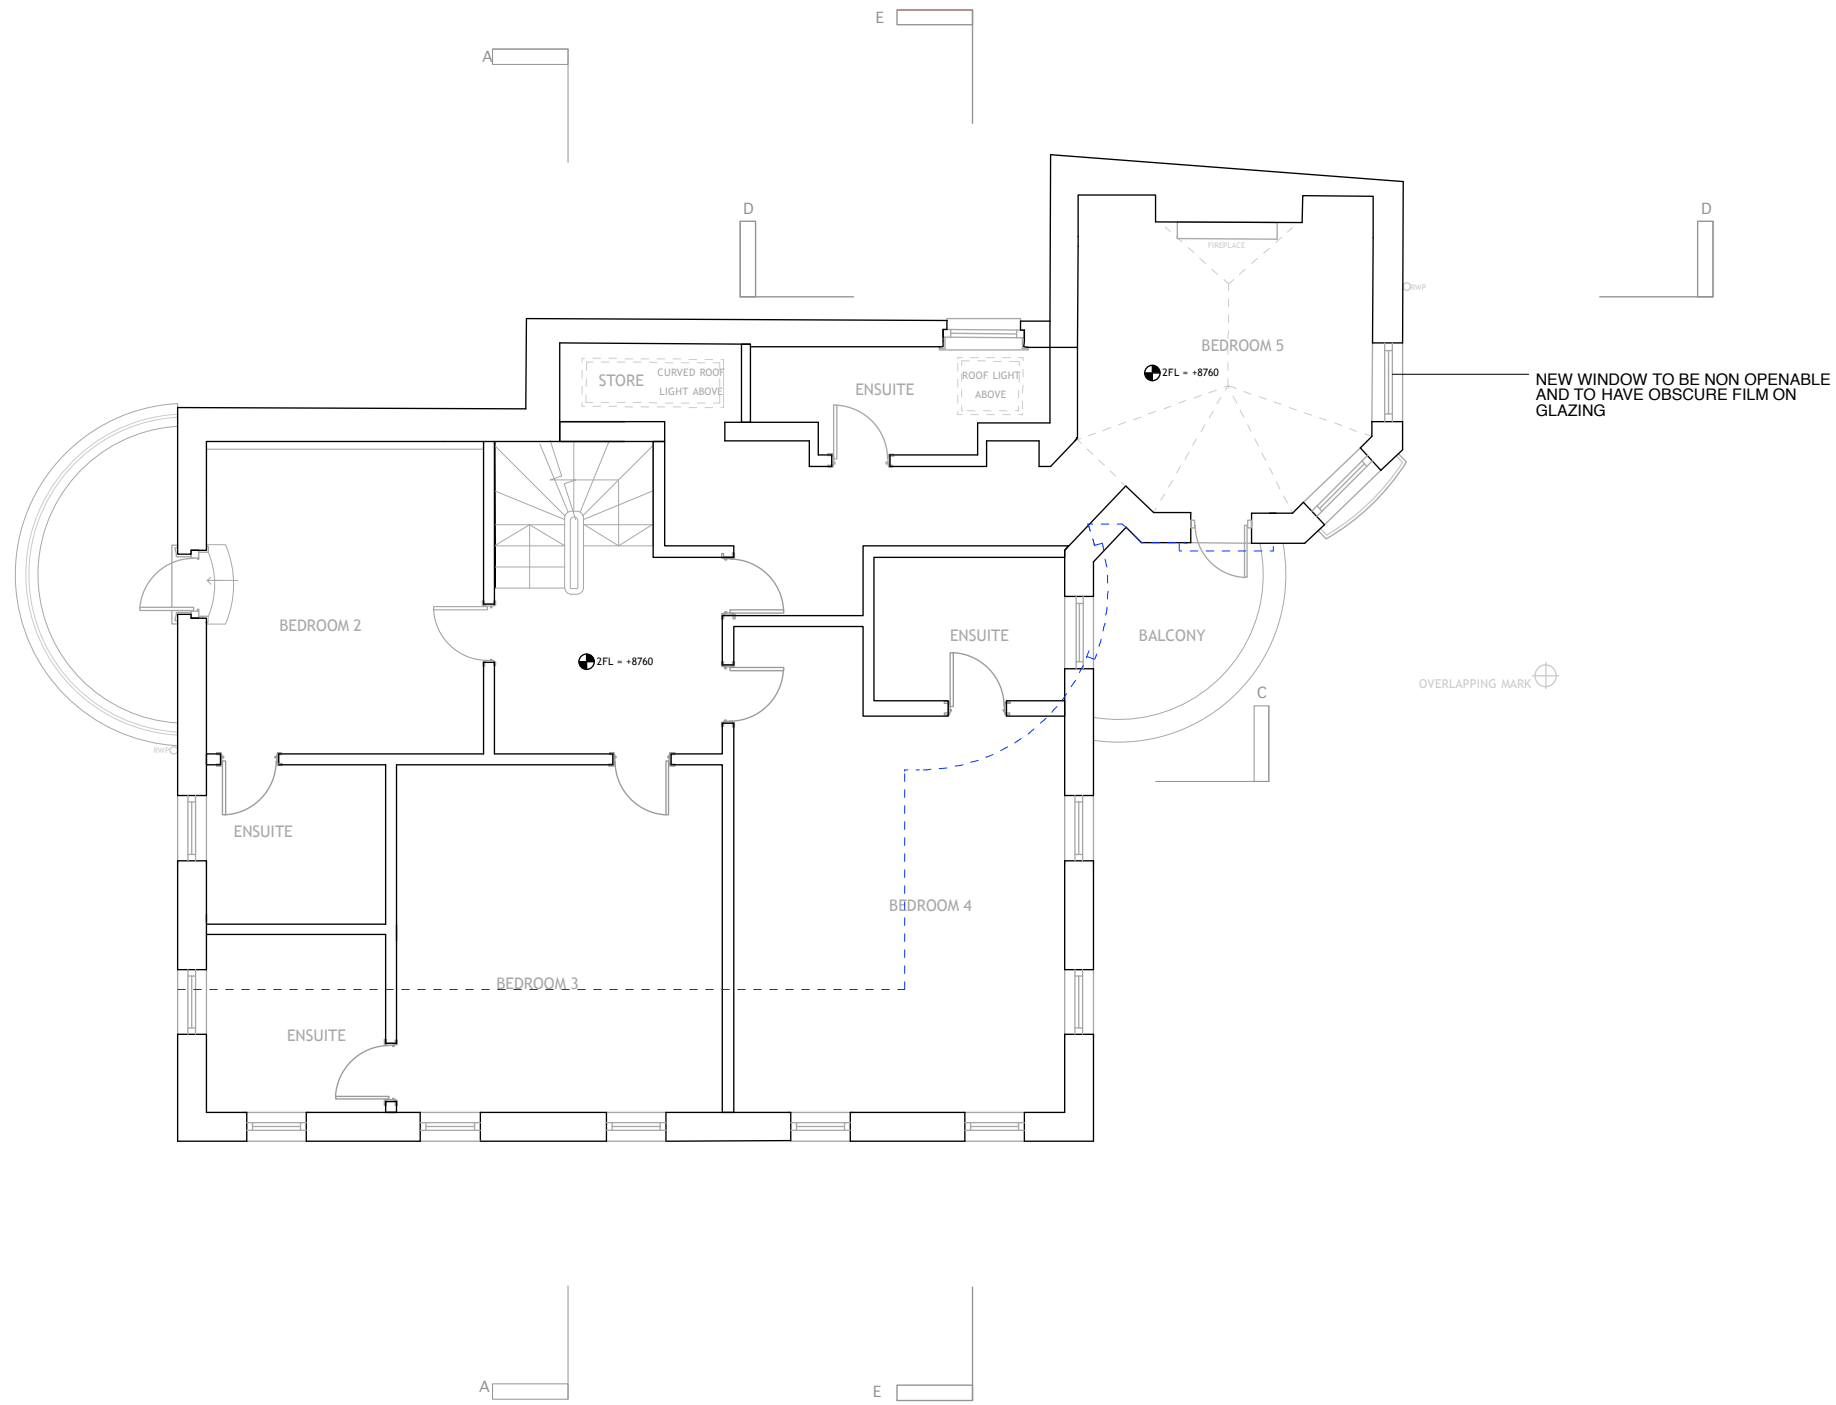 E
A
D
D
FIREPLACE
RWP
BEDROOM 5
2FL = +8760
NEW WINDOW TO BE NON OPENABLE
AND TO HAVE OBSCURE FILM ON
GLAZING
STORE
CURVED ROOF
LIGHT ABOVE
ENSUITE
ROOF LIGHT
ABOVE
BEDROOM 2
ENSUITE
BALCONY
2FL = +8760
OVERLAPPING MARK
C
RWP
ENSUITE
BEDROOM 4
BEDROOM 3
ENSUITE
A
E